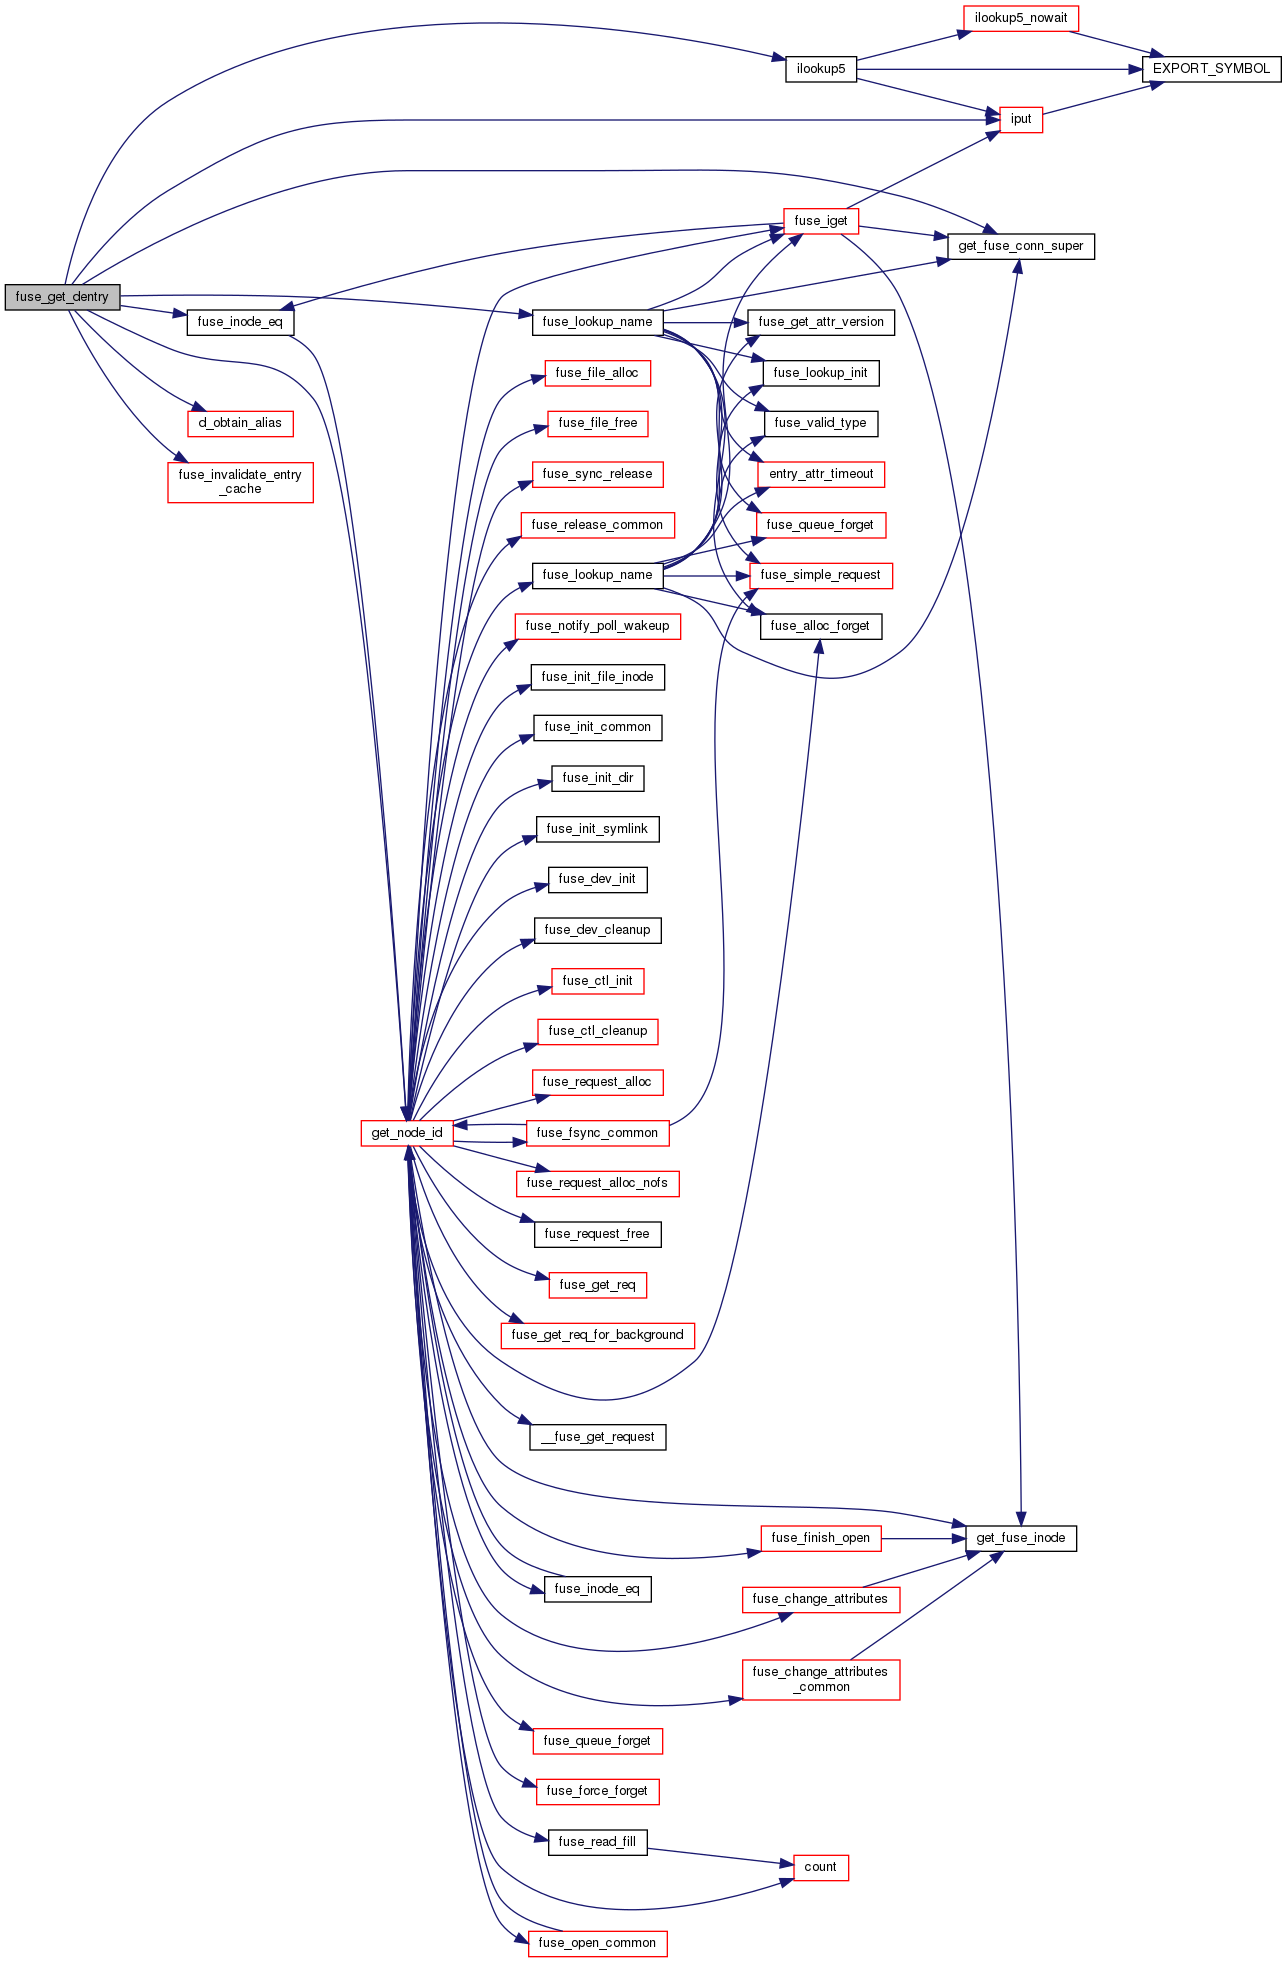 ilookup5_nowait
ilookup5
EXPORT_SYMBOL
iput
fuse_iget
get_fuse_conn_super
fuse_get_dentry
fuse_inode_eq
fuse_lookup_name
fuse_get_attr_version
fuse_file_alloc
fuse_lookup_init
d_obtain_alias
fuse_file_free
fuse_valid_type
fuse_invalidate_entry
_cache
fuse_sync_release
entry_attr_timeout
fuse_release_common
fuse_queue_forget
fuse_lookup_name
fuse_simple_request
fuse_notify_poll_wakeup
fuse_alloc_forget
fuse_init_file_inode
fuse_init_common
fuse_init_dir
fuse_init_symlink
fuse_dev_init
fuse_dev_cleanup
fuse_ctl_init
fuse_ctl_cleanup
fuse_request_alloc
get_node_id
fuse_fsync_common
fuse_request_alloc_nofs
fuse_request_free
fuse_get_req
fuse_get_req_for_background
__fuse_get_request
fuse_finish_open
get_fuse_inode
fuse_inode_eq
fuse_change_attributes
fuse_change_attributes
_common
fuse_queue_forget
fuse_force_forget
fuse_read_fill
count
fuse_open_common